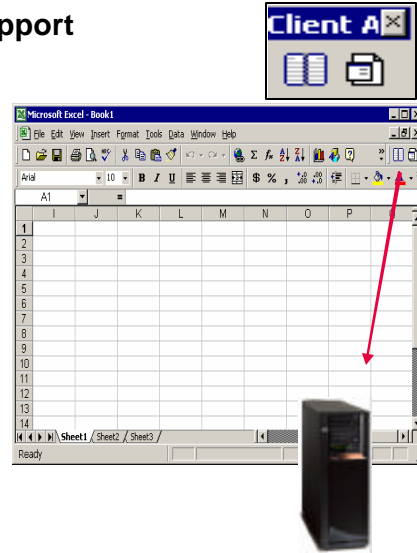 pport
Client A
Microsoft Excel - Book1
File Edit View Insert Format Tools Data Window Help
Arial 10 B I U $ % ,
A1 =
I J K L M N O P
1
2
3
4
5
6
7
8
9
10
11
12
13
14
Sheet1 Sheet2 Sheet3
Ready